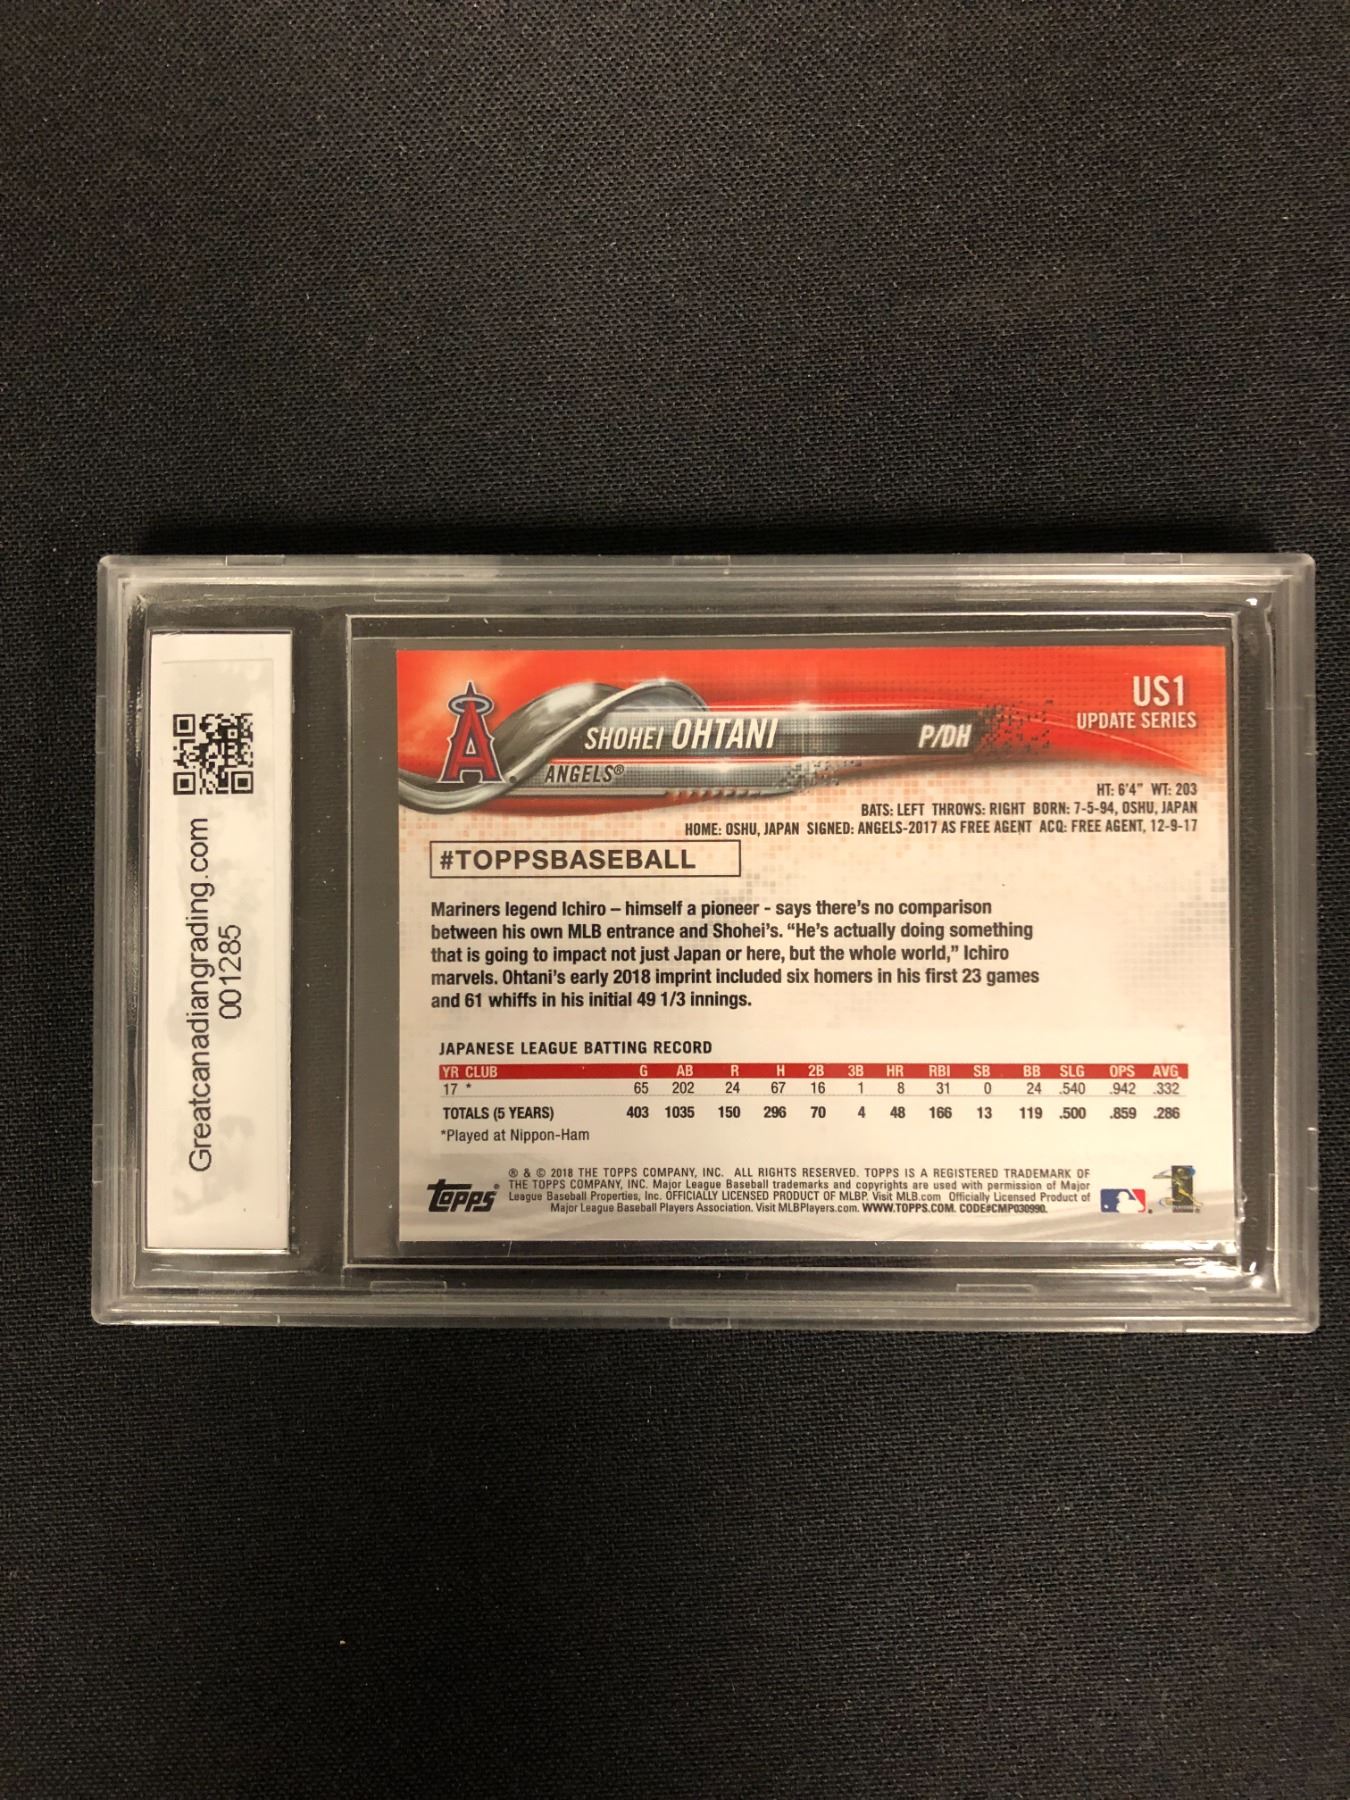 Greatcanadiangrading.com
001285
US1
UPDATE SERIES
SHOHEI OHTANI P/DH
ANGELS®
HT: 6'4" WT: 203
BATS: LEFT THROWS: RIGHT BORN: 7-5-94, OSHU, JAPAN
HOME: OSHU, JAPAN SIGNED: ANGELS-2017 AS FREE AGENT ACQ: FREE AGENT, 12-9-17
#TOPPSBASEBALL
Mariners legend Ichiro – himself a pioneer - says there's no comparison
between his own MLB entrance and Shohei's. “He's actually doing something
that is going to impact not just Japan or here, but the whole world,” Ichiro
marvels. Ohtani's early 2018 imprint included six homers in his first 23 games
and 61 whiffs in his initial 49 1/3 innings.
JAPANESE LEAGUE BATTING RECORD
YR CLUB G AB R H 2B 3B HR RBI SB BB SLG OPS AVG
17 * 65 202 24 67 16 1 8 31 0 24 .540 .942 .332
TOTALS (5 YEARS) 403 1035 150 296 70 4 48 166 13 119 .500 .859 .286
*Played at Nippon-Ham
® & © 2018 THE TOPPS COMPANY, INC. ALL RIGHTS RESERVED. TOPPS IS A REGISTERED TRADEMARK OF
THE TOPPS COMPANY, INC. Major League Baseball trademarks and copyrights are used with permission of Major
League Baseball Properties, Inc. OFFICIALLY LICENSED PRODUCT OF MLBP. Visit MLB.com Officially Licensed Product of
Major League Baseball Players Association. Visit MLBPlayers.com. WWW.TOPPS.COM. CODE#CMP030990.
topps®